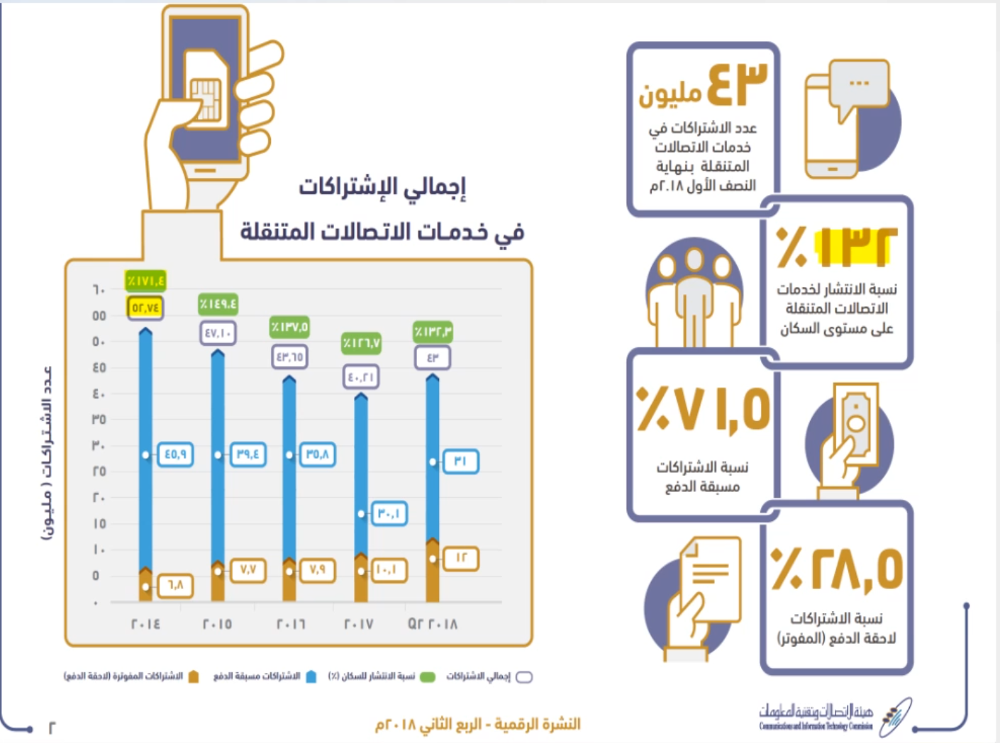 ٤٣ مليون
عدد الاشتراكات في
خدمات الاتصالات
المتنقلة بنهاية
النصف الأول ٢٠١٨م
٪١٣٢
نسبة الانتشار لخدمات
الاتصالات المتنقلة
على مستوى السكان
٪٧١,٥
نسبة الاشتراكات
مسبقة الدفع
٪٢٨,٥
نسبة الاشتراكات
لاحقة الدفع (المفوتر)
إجمالي الإشتراكات
في خدمات الاتصالات المتنقلة
عدد الاشتراكات (مليون)
٦٠
٥٥
٥٠
٤٥
٤٠
٣٥
٣٠
٢٥
٢٠
١٥
١٠
٥
٠
٪١٧١,٤
٥٢,٧٤
٤٥,٩
٦,٨
٢٠١٤
٪١٤٩.٤
٤٧,١٠
٣٩,٤
٧,٧
٢٠١٥
٪١٣٧,٥
٤٣,٦٥
٣٥,٨
٧,٩
٢٠١٦
٪١٢٦,٧
٤٠,٢١
٣٠,١
١٠,١
٢٠١٧
٪١٣٢,٣
٤٣
٣١
١٢
Q٢ ٢٠١٨
إجمالي الاشتراكات
نسبة الانتشار للسكان (٪)
الاشتراكات مسبقة الدفع
الاشتراكات المفوترة (لاحقة الدفع)
هيئة الاتصالات وتقنية المعلومات
Communications and Information Technology Commission
النشرة الرقمية - الربع الثاني ٢٠١٨م
٢